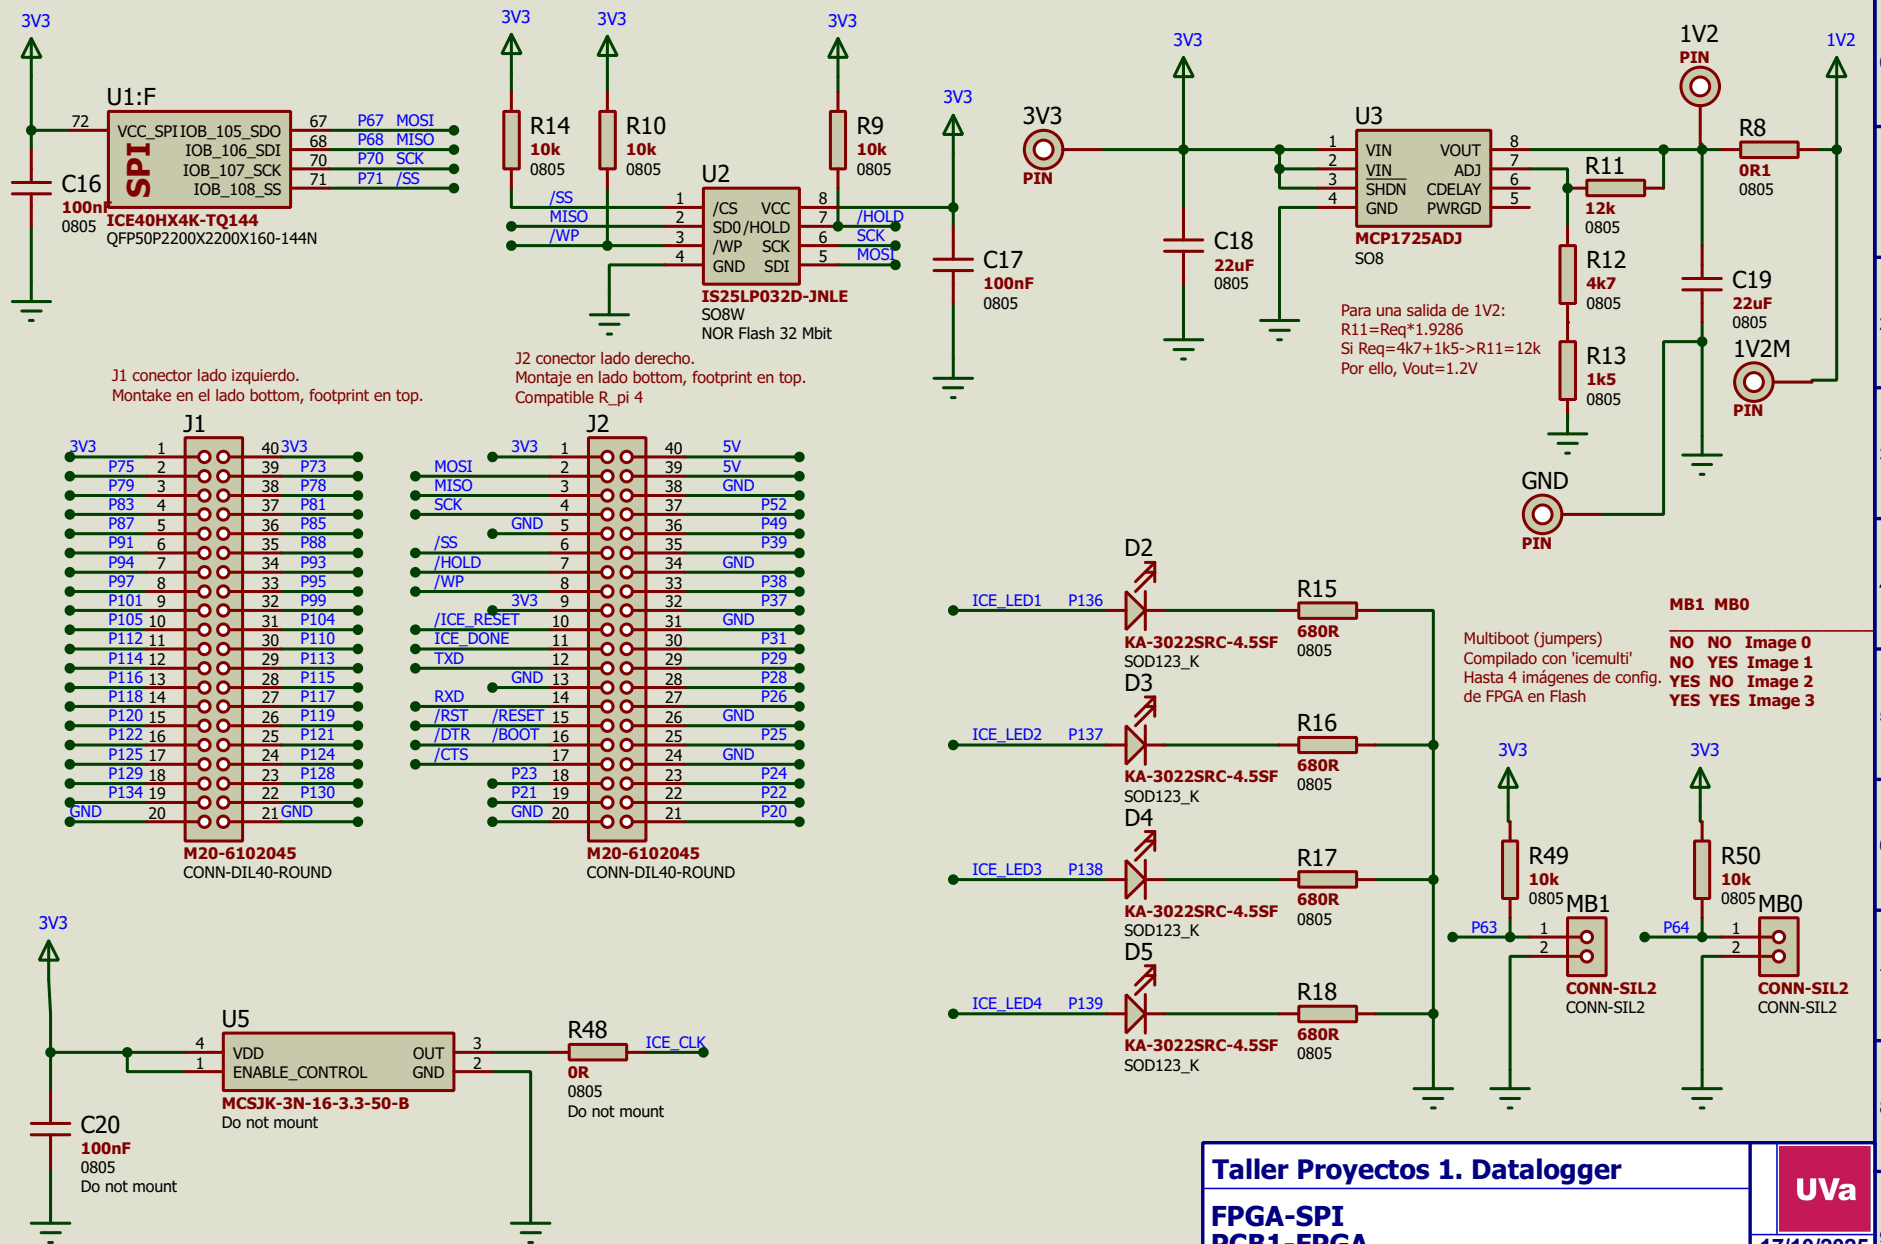 3V3
U1:F
72
VCC_SPI
IOB_105_SDO
IOB_106_SDI
IOB_107_SCK
IOB_108_SS
SPI
67 P67 MOSI
68 P68 MISO
70 P70 SCK
71 P71 /SS
C16
100nF
0805
ICE40HX4K-TQ144
QFP50P2200X2200X160-144N
3V3
R14
10k
0805
3V3
R10
10k
0805
3V3
R9
10k
0805
U2
/SS 1 /CS
MISO 2 SD0
/WP 3 /WP
4 GND
VCC 8
/HOLD 7 /HOLD
SCK 6 SCK
SDI 5 MOSI
IS25LP032D-JNLE
SO8W
NOR Flash 32 Mbit
3V3
C17
100nF
0805
3V3
PIN
3V3
C18
22uF
0805
U3
1 VIN
2 VIN
3 SHDN
4 GND
VOUT 8
ADJ 7
CDELAY 6
PWRGD 5
MCP1725ADJ
SO8
R11
12k
0805
R12
4k7
0805
R13
1k5
0805
1V2
PIN
R8
0R1
0805
1V2
C19
22uF
0805
1V2M
PIN
GND
PIN
Para una salida de 1V2:
R11=Req*1.9286
Si Req=4k7+1k5->R11=12k
Por ello, Vout=1.2V
J1 conector lado izquierdo.
Montake en el lado bottom, footprint en top.
J1
3V3 1 40 3V3
P75 2 39 P73
P79 3 38 P78
P83 4 37 P81
P87 5 36 P85
P91 6 35 P88
P94 7 34 P93
P97 8 33 P95
P101 9 32 P99
P105 10 31 P104
P112 11 30 P110
P114 12 29 P113
P116 13 28 P115
P118 14 27 P117
P120 15 26 P119
P122 16 25 P121
P125 17 24 P124
P129 18 23 P128
P134 19 22 P130
GND 20 21 GND
M20-6102045
CONN-DIL40-ROUND
J2 conector lado derecho.
Montaje en lado bottom, footprint en top.
Compatible R_pi 4
J2
3V3 1 40 5V
MOSI 2 39 5V
MISO 3 38 GND
SCK 4 37 P52
GND 5 36 P49
/SS 6 35 P39
/HOLD 7 34 GND
/WP 8 33 P38
3V3 9 32 P37
/ICE_RESET 10 31 GND
ICE_DONE 11 30 P31
TXD 12 29 P29
GND 13 28 P28
RXD 14 27 P26
/RST /RESET 15 26 GND
/DTR /BOOT 16 25 P25
/CTS 17 24 GND
P23 18 23 P24
P21 19 22 P22
GND 20 21 P20
M20-6102045
CONN-DIL40-ROUND
ICE_LED1 P136
D2
KA-3022SRC-4.5SF
SOD123_K
R15
680R
0805
ICE_LED2 P137
D3
KA-3022SRC-4.5SF
SOD123_K
R16
680R
0805
ICE_LED3 P138
D4
KA-3022SRC-4.5SF
SOD123_K
R17
680R
0805
ICE_LED4 P139
D5
KA-3022SRC-4.5SF
SOD123_K
R18
680R
0805
Multiboot (jumpers)
Compilado con 'icemulti'
Hasta 4 imágenes de config.
de FPGA en Flash
MB1 MB0
NO NO Image 0
NO YES Image 1
YES NO Image 2
YES YES Image 3
3V3
R49
10k
0805
MB1
P63 1
2
CONN-SIL2
CONN-SIL2
3V3
R50
10k
0805
MB0
P64 1
2
CONN-SIL2
CONN-SIL2
3V3
U5
4 VDD
1 ENABLE_CONTROL
OUT 3
GND 2
MCSJK-3N-16-3.3-50-B
Do not mount
R48
0R
0805
Do not mount
ICE_CLK
C20
100nF
0805
Do not mount
Taller Proyectos 1. Datalogger
FPGA-SPI
PCB1-FPGA
UVa
17/10/2025